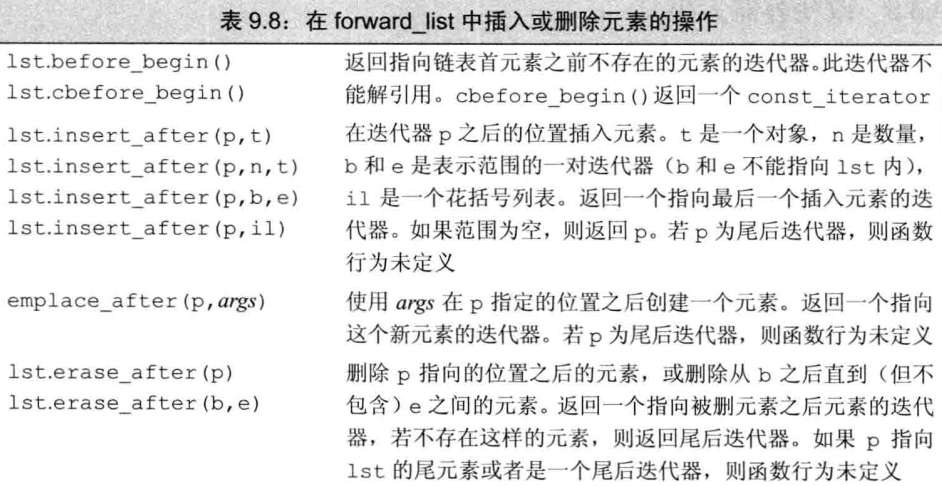 表 9.8：在 forward_list 中插入或删除元素的操作
lst.before_begin() 返回指向链表首元素之前不存在的元素的迭代器。此迭代器不
lst.cbefore_begin() 能解引用。cbefore_begin()返回一个 const_iterator
lst.insert_after(p,t) 在迭代器 p 之后的位置插入元素。t 是一个对象，n 是数量，
lst.insert_after(p,n,t) b 和 e 是表示范围的一对迭代器（b 和 e 不能指向 lst 内），
lst.insert_after(p,b,e) il 是一个花括号列表。返回一个指向最后一个插入元素的迭
lst.insert_after(p,il) 代器。如果范围为空，则返回 p。若 p 为尾后迭代器，则函数
行为未定义
emplace_after(p,args) 使用 args 在 p 指定的位置之后创建一个元素。返回一个指向
这个新元素的迭代器。若 p 为尾后迭代器，则函数行为未定义
lst.erase_after(p) 删除 p 指向的位置之后的元素，或删除从 b 之后直到（但不
lst.erase_after(b,e) 包含）e 之间的元素。返回一个指向被删元素之后元素的迭代
器，若不存在这样的元素，则返回尾后迭代器。如果 p 指向
lst 的尾元素或者是一个尾后迭代器，则函数行为未定义